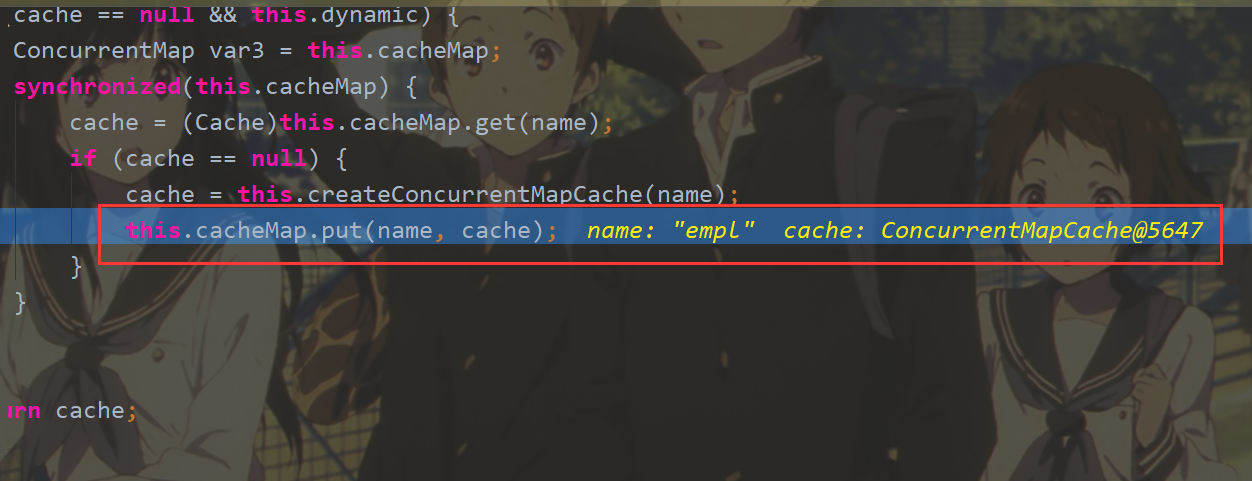 cache == null && this.dynamic) {
ConcurrentMap var3 = this.cacheMap;
synchronized(this.cacheMap) {
cache = (Cache)this.cacheMap.get(name);
if (cache == null) {
cache = this.createConcurrentMapCache(name);
this.cacheMap.put(name, cache); name: "empl" cache: ConcurrentMapCache@5647
}
}
urn cache;